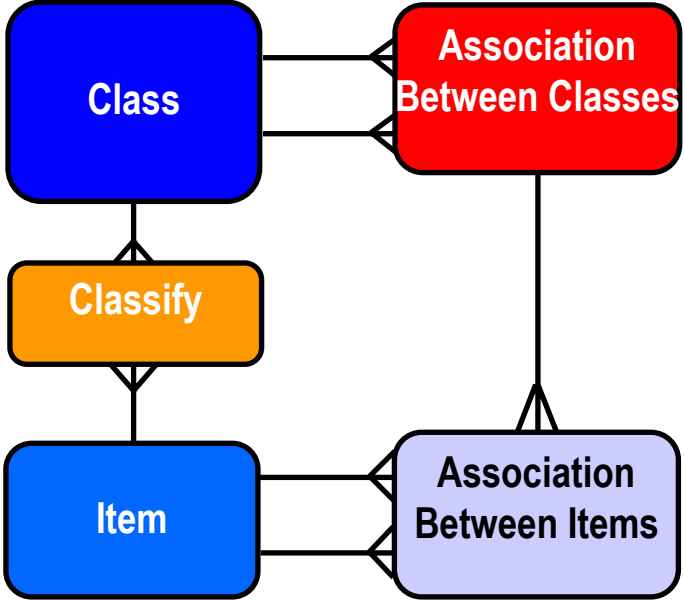 Class
Association
Between Classes
Classify
Item
Association
Between Items